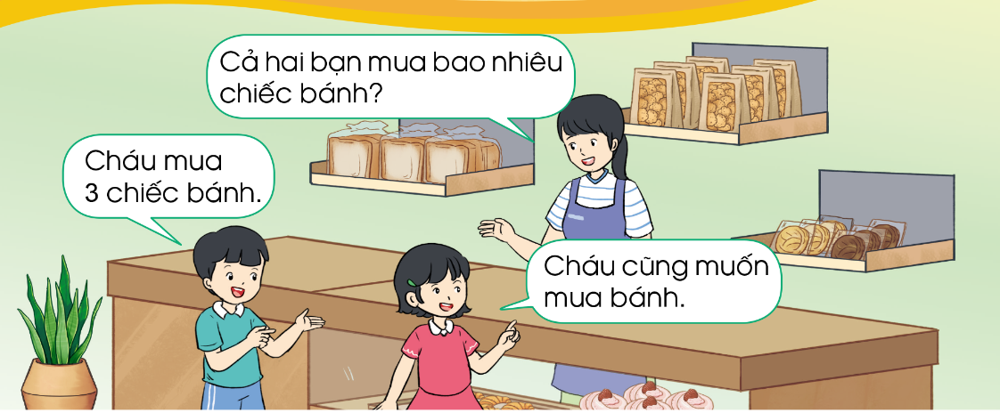 Cả hai bạn mua bao nhiêu
chiếc bánh?
Cháu mua
3 chiếc bánh.
Cháu cũng muốn
mua bánh.